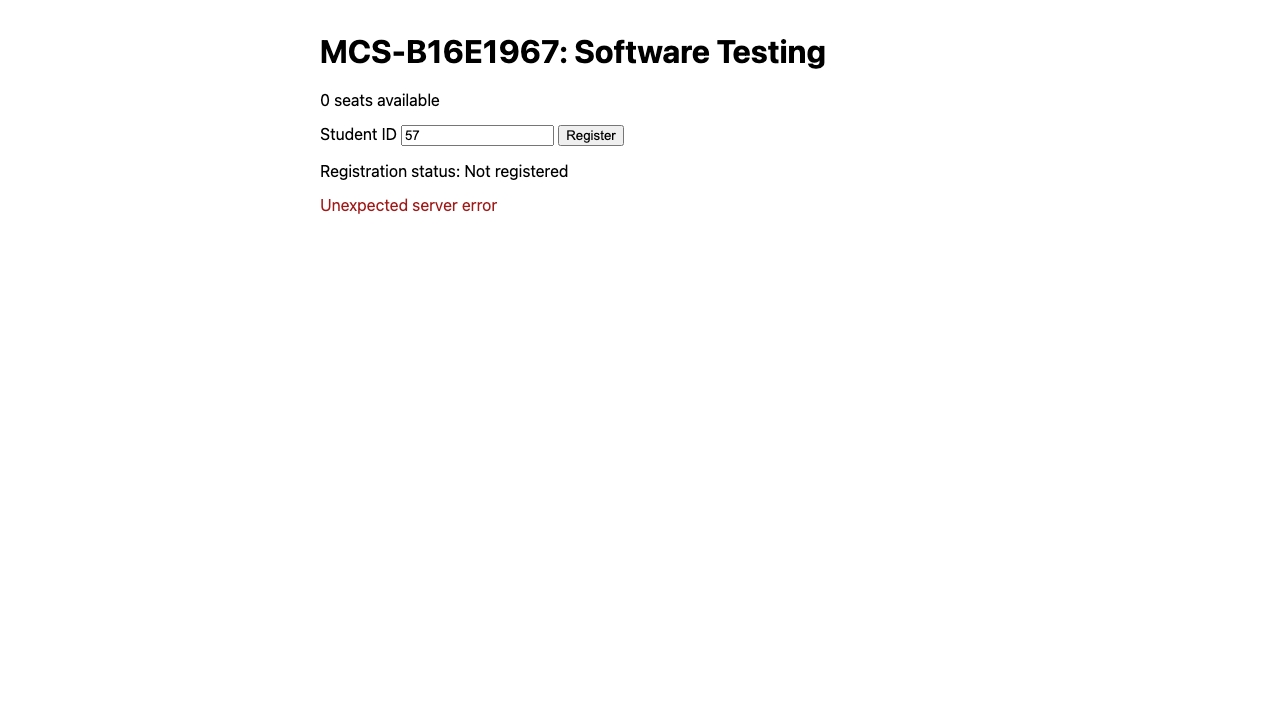 MCS-B16E1967: Software Testing
0 seats available
Student ID 57 Register
Registration status: Not registered
Unexpected server error